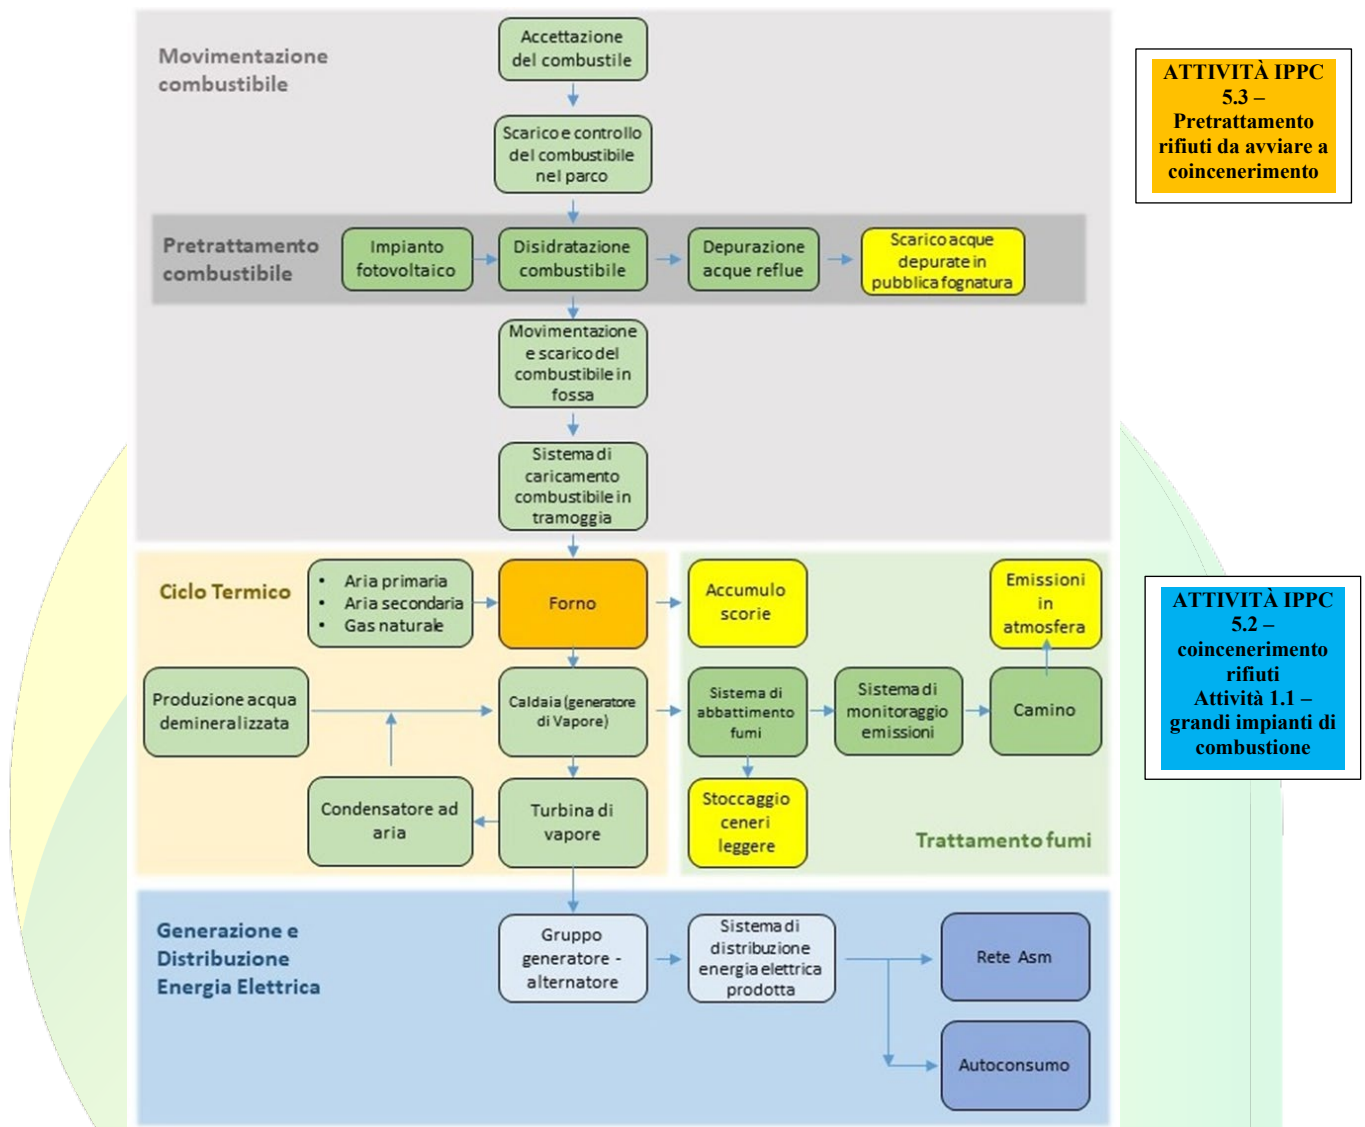 Movimentazione
combustibile
Accettazione
del combustile
Scarico e controllo
del combustibile
nel parco
Pretrattamento
combustibile
Impianto
fotovoltaico
Disidratazione
combustibile
Depurazione
acque reflue
Scarico acque
depurate in
pubblica fognatura
Movimentazione
e scarico del
combustibile in
fossa
Sistema di
caricamento
combustibile in
tramoggia
ATTIVITÀ IPPC
5.3 –
Pretrattamento
rifiuti da avviare a
coincenerimento
Ciclo Termico
• Aria primaria
• Aria secondaria
• Gas naturale
Forno
Accumulo
scorie
Emissioni
in
atmosfera
Produzione acqua
demineralizzata
Caldaia (generatore
di Vapore)
Sistema di
abbattimento
fumi
Sistema di
monitoraggio
emissioni
Camino
Condensatore ad
aria
Turbina di
vapore
Stoccaggio
ceneri
leggere
Trattamento fumi
ATTIVITÀ IPPC
5.2 –
coincenerimento
rifiuti
Attività 1.1 –
grandi impianti di
combustione
Generazione e
Distribuzione
Energia Elettrica
Gruppo
generatore -
alternatore
Sistema di
distribuzione
energia elettrica
prodotta
Rete Asm
Autoconsumo